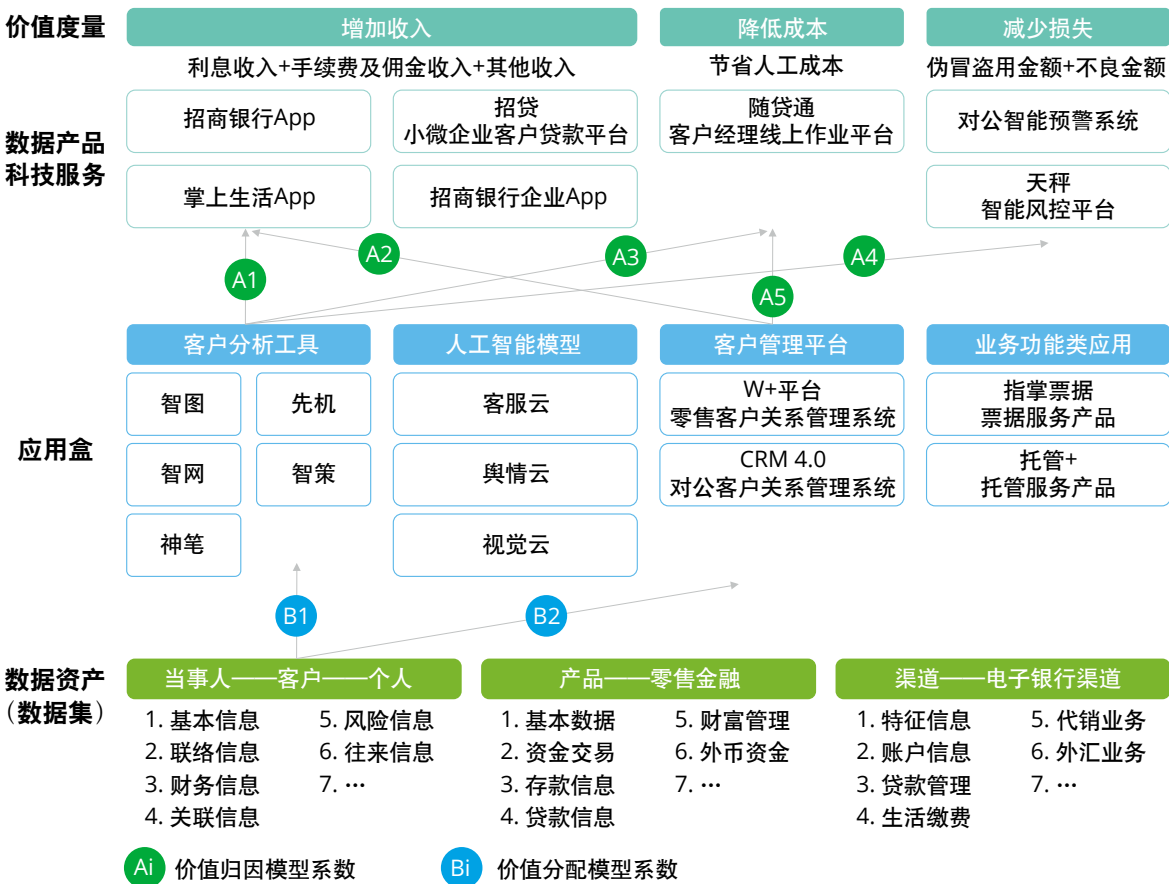 价值度量
增加收入
降低成本
减少损失
利息收入+手续费及佣金收入+其他收入
节省人工成本
伪冒盗用金额+不良金额
数据产品
科技服务
招商银行App
招贷
小微企业客户贷款平台
随贷通
客户经理线上作业平台
对公智能预警系统
掌上生活App
招商银行企业App
天秤
智能风控平台
A1
A2
A3
A4
A5
应用盒
客户分析工具
人工智能模型
客户管理平台
业务功能类应用
智图
先机
客服云
W+平台
零售客户关系管理系统
指掌票据
票据服务产品
智网
智策
舆情云
CRM 4.0
对公客户关系管理系统
托管+
托管服务产品
神笔
视觉云
B1
B2
数据资产
（数据集）
当事人——客户——个人
产品——零售金融
渠道——电子银行渠道
1. 基本信息
2. 联络信息
3. 财务信息
4. 关联信息
5. 风险信息
6. 往来信息
7. …
1. 基本数据
2. 资金交易
3. 存款信息
4. 贷款信息
5. 财富管理
6. 外币资金
7. …
1. 特征信息
2. 账户信息
3. 贷款管理
4. 生活缴费
5. 代销业务
6. 外汇业务
7. …
Ai 价值归因模型系数
Bi 价值分配模型系数